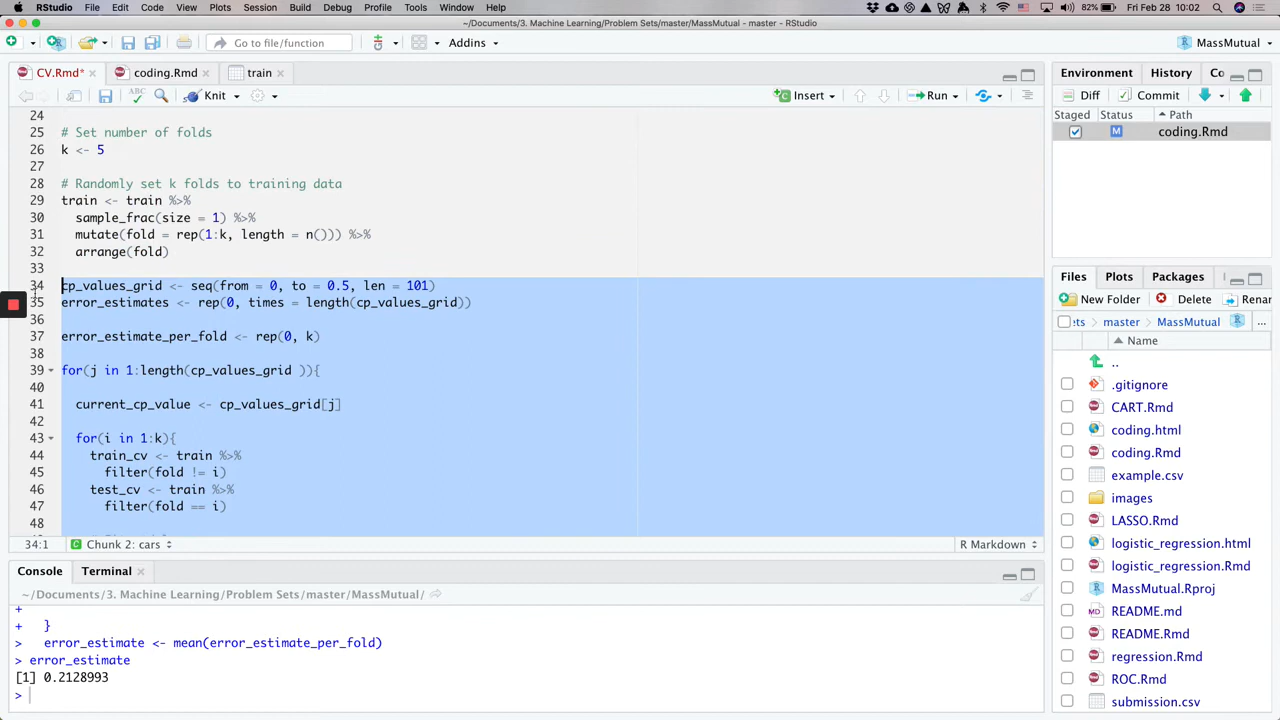 RStudio File Edit Code View Plots Session Build Debug Profile Tools Window Help 82% Fri Feb 28 10:02
~/Documents/3. Machine Learning/Problem Sets/master/MassMutual - master - RStudio
Go to file/function Addins MassMutual
CV.Rmd* coding.Rmd train
ABC Knit Insert Run
24
25 # Set number of folds
26 k <- 5
27
28 # Randomly set k folds to training data
29 train <- train %>%
30 sample_frac(size = 1) %>%
31 mutate(fold = rep(1:k, length = n())) %>%
32 arrange(fold)
33
34 cp_values_grid <- seq(from = 0, to = 0.5, len = 101)
35 error_estimates <- rep(0, times = length(cp_values_grid))
36
37 error_estimate_per_fold <- rep(0, k)
38
39 for(j in 1:length(cp_values_grid )){
40
41 current_cp_value <- cp_values_grid[j]
42
43 for(i in 1:k){
44 train_cv <- train %>%
45 filter(fold != i)
46 test_cv <- train %>%
47 filter(fold == i)
48
34:1 Chunk 2: cars R Markdown
Console Terminal
~/Documents/3. Machine Learning/Problem Sets/master/MassMutual/
+
+ }
> error_estimate <- mean(error_estimate_per_fold)
> error_estimate
[1] 0.2128993
>
Environment History Co
Diff Commit
Staged Status Path
M coding.Rmd
Files Plots Packages
New Folder Delete Renar
ets master MassMutual ...
Name
..
.gitignore
CART.Rmd
coding.html
coding.Rmd
example.csv
images
LASSO.Rmd
logistic_regression.html
logistic_regression.Rmd
MassMutual.Rproj
README.md
README.Rmd
regression.Rmd
ROC.Rmd
submission.csv